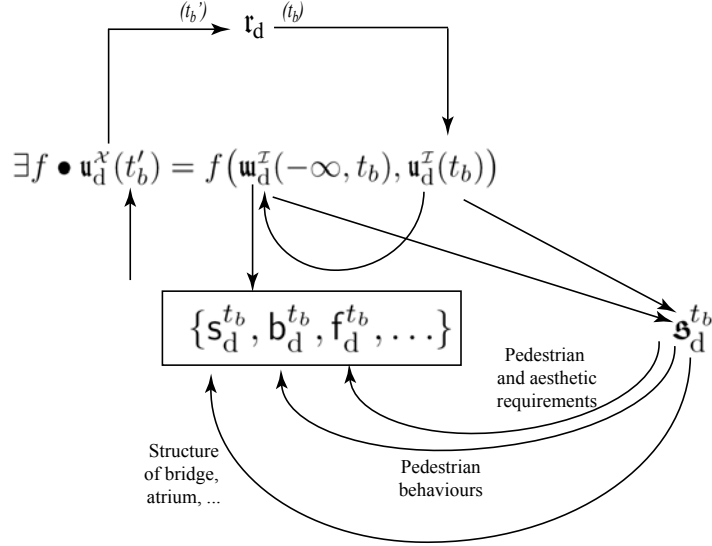 (t_b') 𝔯_d (t_b)
∃f • 𝔲_d^𝒳(t_b′) = f(𝔴_d^ℐ(−∞, t_b), 𝔲_d^ℐ(t_b))
{s_d^{t_b}, b_d^{t_b}, f_d^{t_b}, . . .}
𝔰_d^{t_b}
Pedestrian
and aesthetic
requirements
Structure
of bridge,
atrium, ...
Pedestrian
behaviours